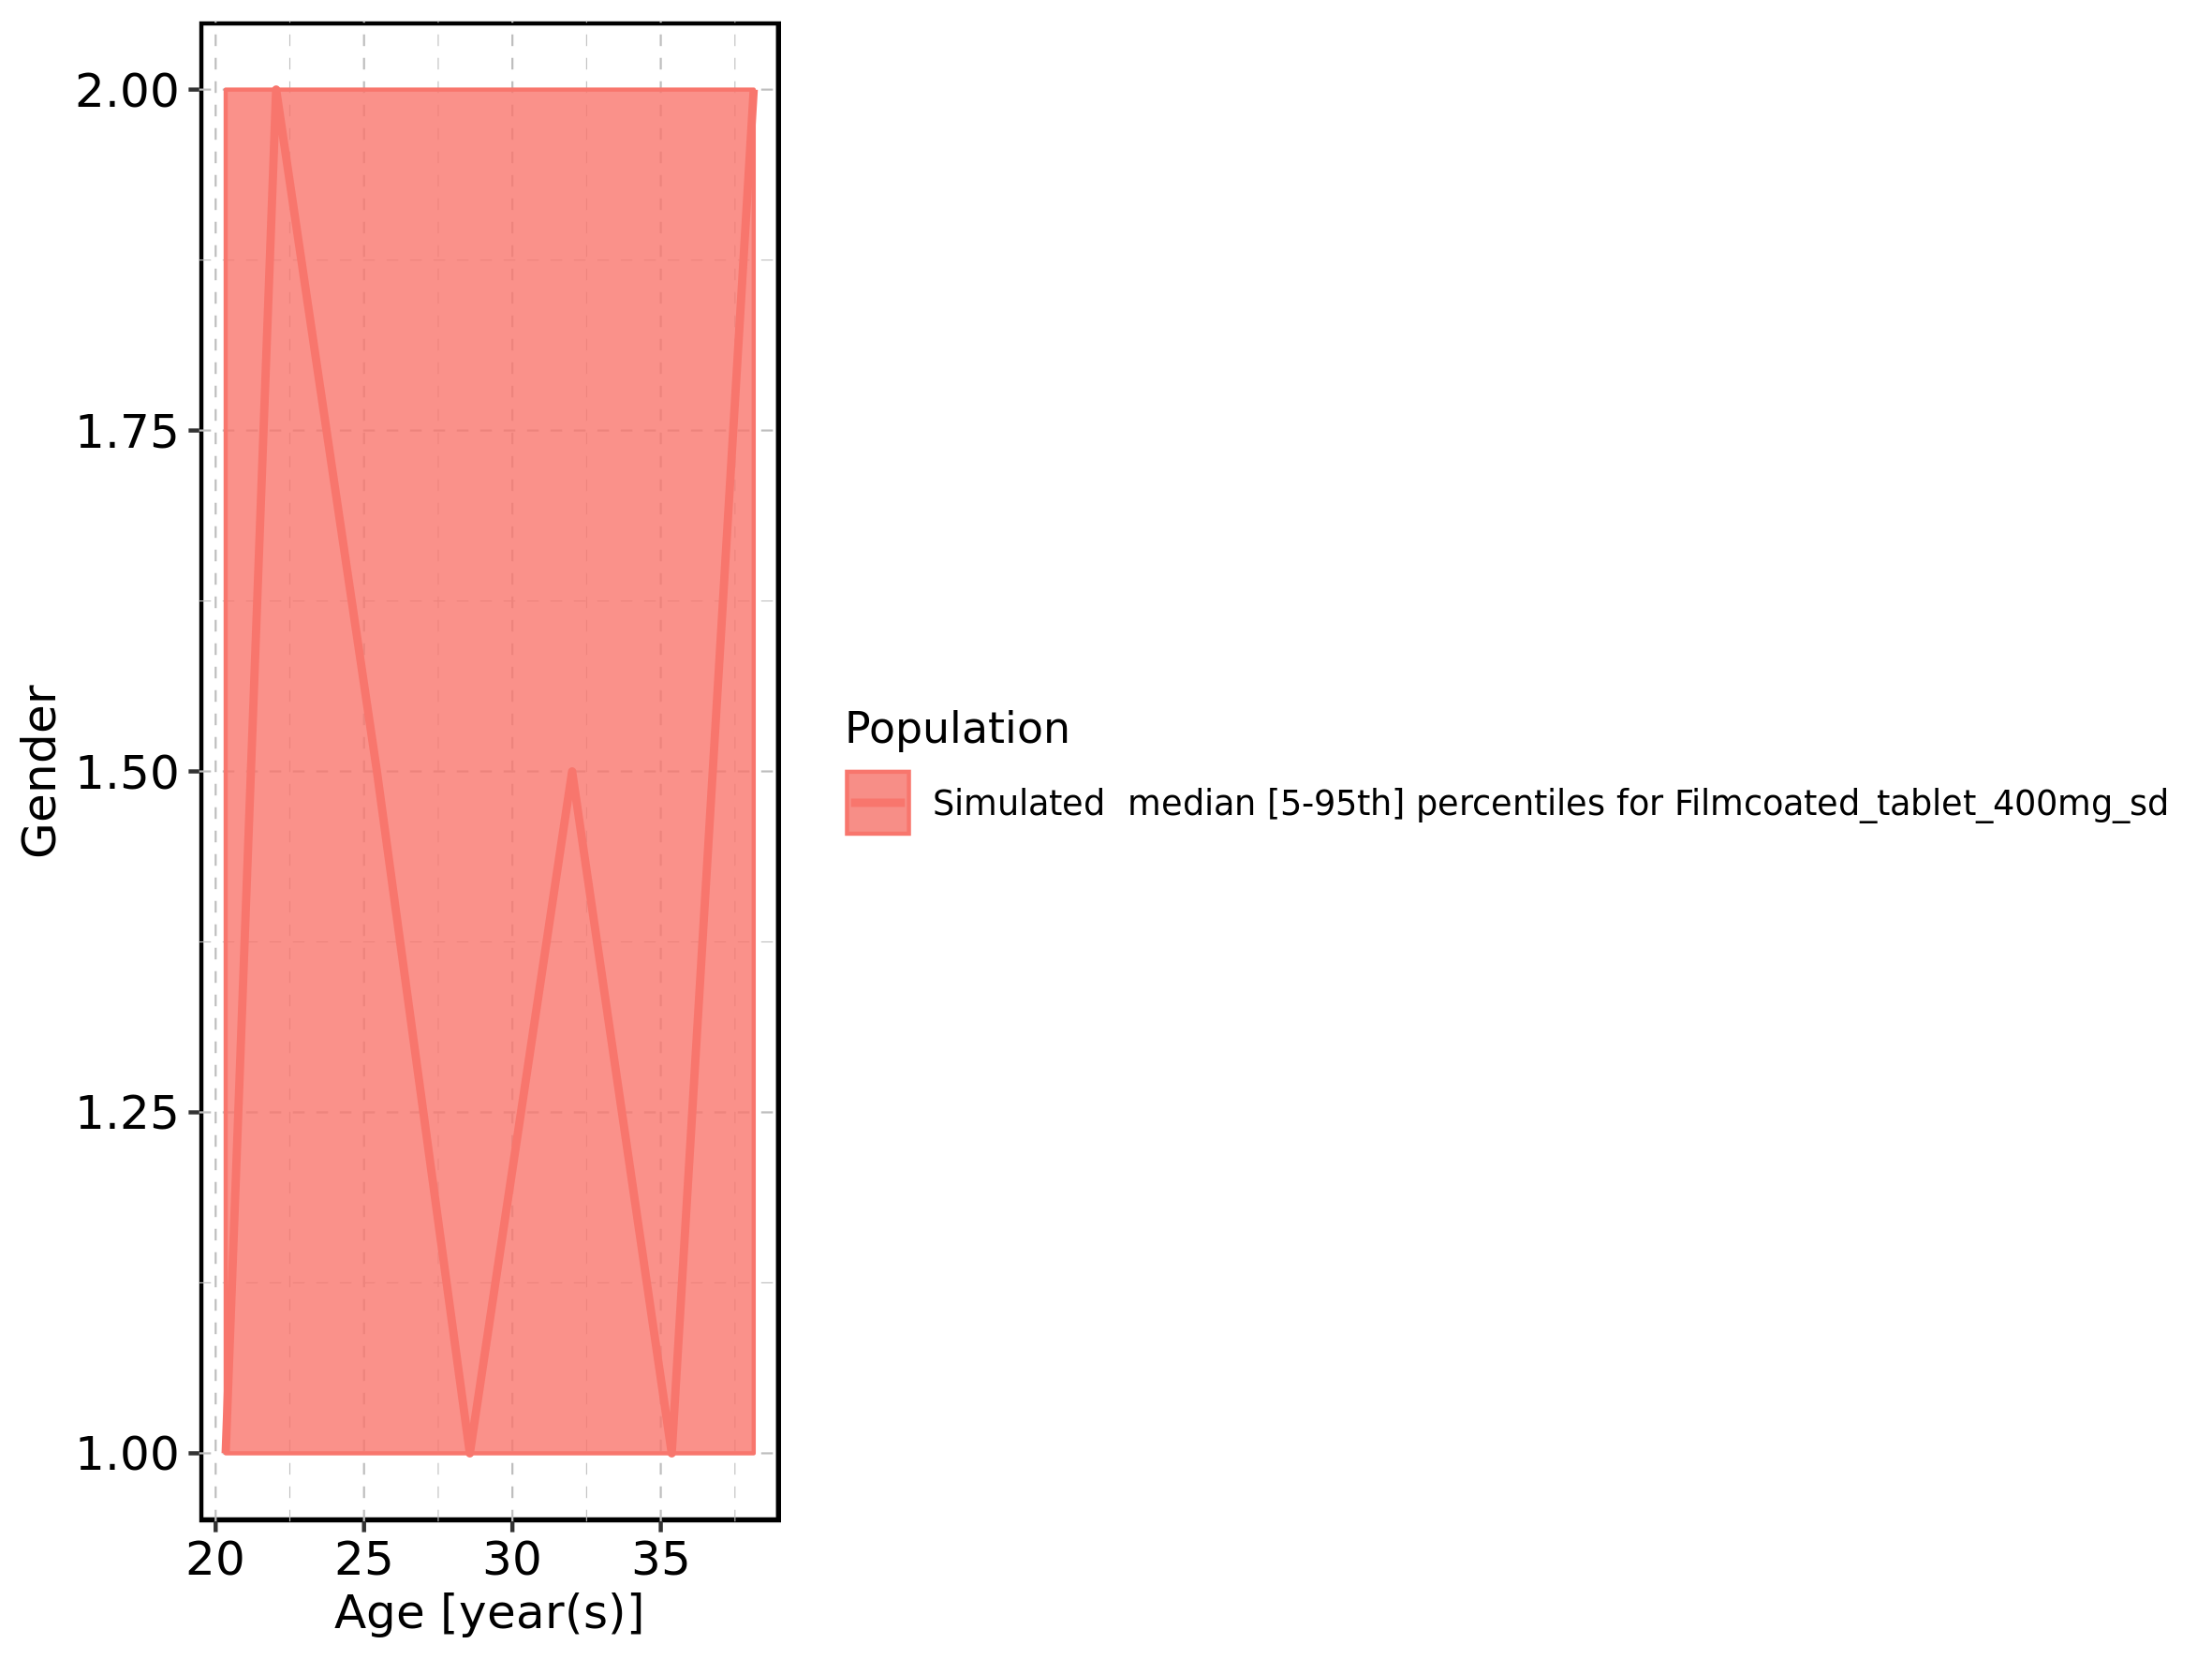 2.00
1.75
1.50
1.25
1.00
Gender
20 25 30 35
Age [year(s)]
Population
Simulated  median [5-95th] percentiles for Filmcoated_tablet_400mg_sd